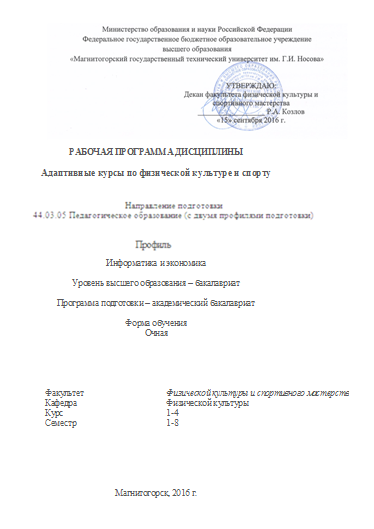 Министерство образования и науки Российской Федерации
Федеральное государственное бюджетное образовательное учреждение
высшего образования
«Магнитогорский государственный технический университет им. Г.И. Носова»
УТВЕРЖДАЮ:
Декан факультета физической культуры и
спортивного мастерства
Р.А. Козлов
«15» сентября 2016 г.
РАБОЧАЯ ПРОГРАММА ДИСЦИПЛИНЫ
Адаптивные курсы по физической культуре и спорту
Направление подготовки
44.03.05 Педагогическое образование (с двумя профилями подготовки)
Профиль
Информатика и экономика
Уровень высшего образования – бакалавриат
Программа подготовки – академический бакалавриат
Форма обучения
Очная
Факультет Физической культуры и спортивного мастерств
Кафедра Физической культуры
Курс 1-4
Семестр 1-8
Магнитогорск, 2016 г.